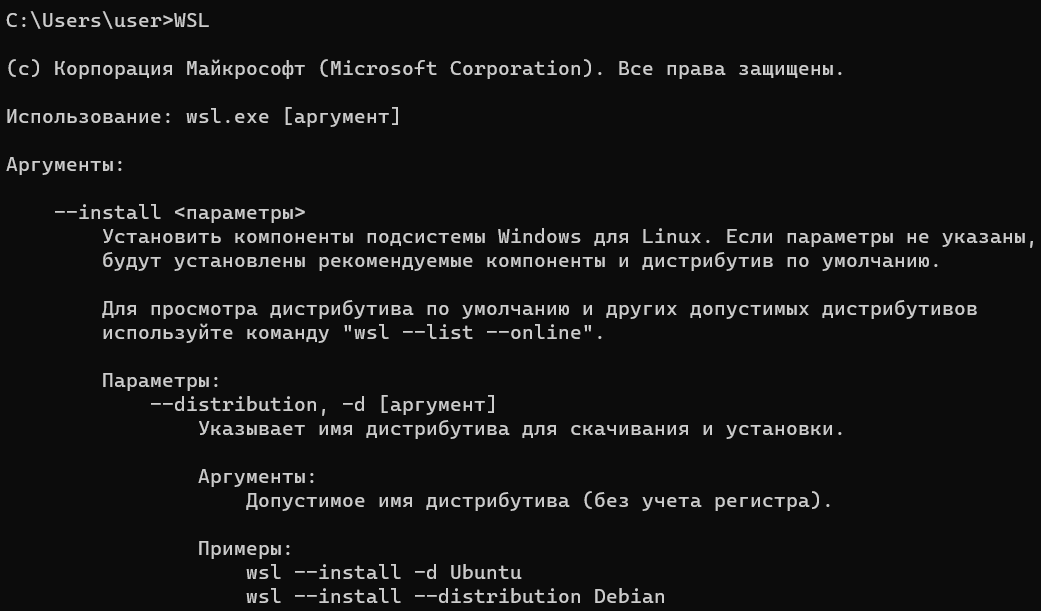 C:\Users\user>WSL
(c) Корпорация Майкрософт (Microsoft Corporation). Все права защищены.
Использование: wsl.exe [аргумент]
Аргументы:
--install <параметры>
Установить компоненты подсистемы Windows для Linux. Если параметры не указаны,
будут установлены рекомендуемые компоненты и дистрибутив по умолчанию.
Для просмотра дистрибутива по умолчанию и других допустимых дистрибутивов
используйте команду "wsl --list --online".
Параметры:
--distribution, -d [аргумент]
Указывает имя дистрибутива для скачивания и установки.
Аргументы:
Допустимое имя дистрибутива (без учета регистра).
Примеры:
wsl --install -d Ubuntu
wsl --install --distribution Debian